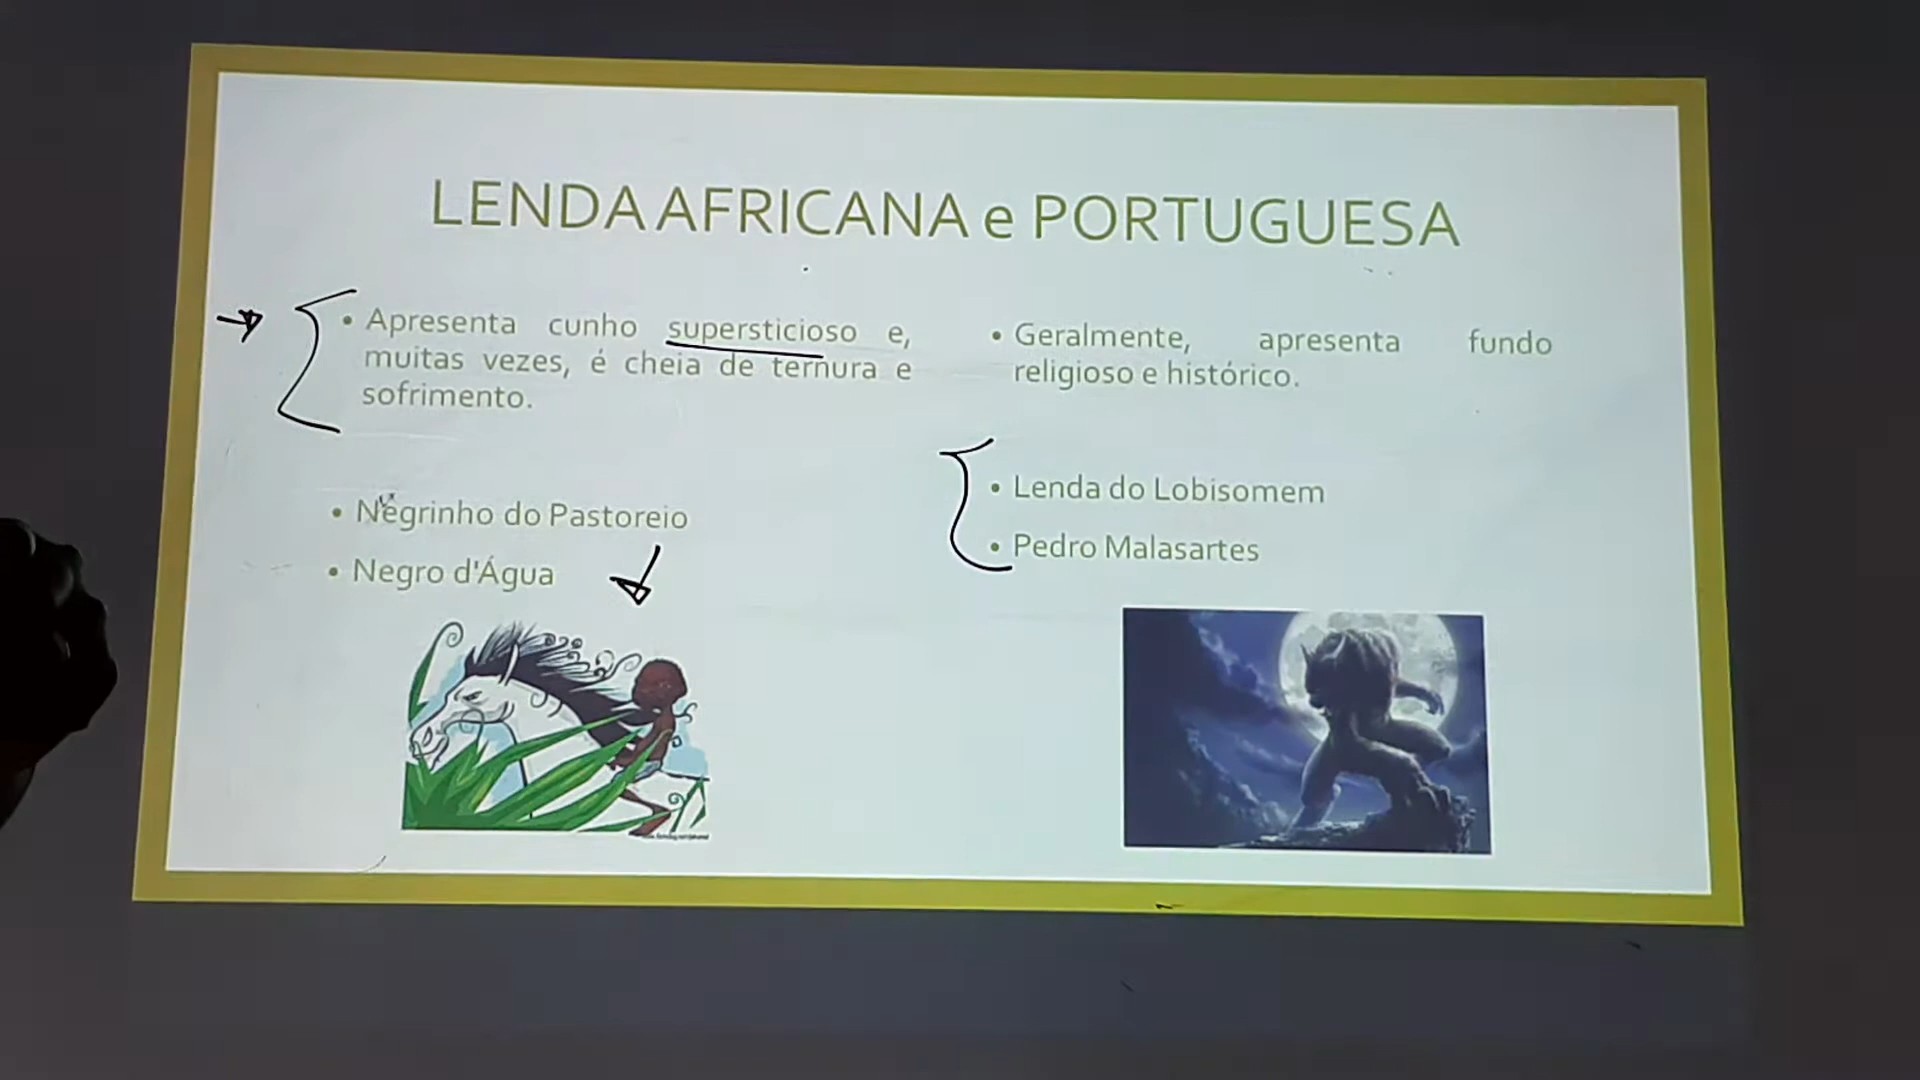 LENDA AFRICANA e PORTUGUESA
• Apresenta cunho supersticioso e,
muitas vezes, é cheia de ternura e
sofrimento.
• Negrinho do Pastoreio
• Negro d'Água
• Geralmente, apresenta fundo
religioso e histórico.
• Lenda do Lobisomem
• Pedro Malasartes